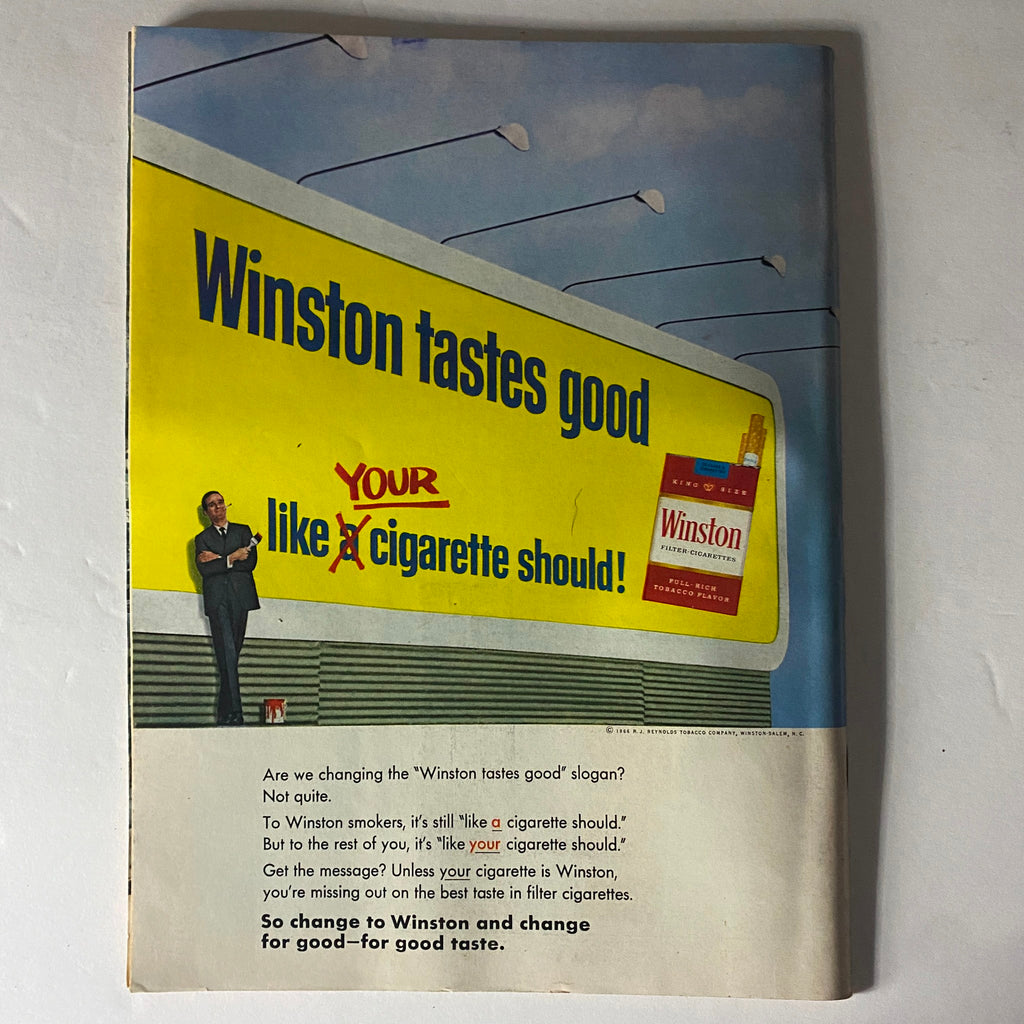 Winston tastes good
YOUR
like a cigarette should!
KING SIZE
Winston
FILTER-CIGARETTES
FULL-RICH
TOBACCO FLAVOR
© 1966 R. J. REYNOLDS TOBACCO COMPANY, WINSTON-SALEM, N. C.
Are we changing the "Winston tastes good" slogan?
Not quite.
To Winston smokers, it's still "like a cigarette should."
But to the rest of you, it's "like your cigarette should."
Get the message? Unless your cigarette is Winston,
you're missing out on the best taste in filter cigarettes.
So change to Winston and change
for good—for good taste.